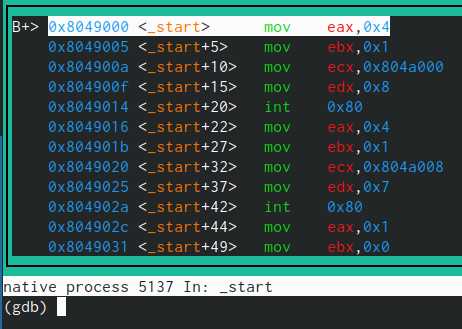 B+> 0x8049000 <_start> mov eax,0x4
0x8049005 <_start+5> mov ebx,0x1
0x804900a <_start+10> mov ecx,0x804a000
0x804900f <_start+15> mov edx,0x8
0x8049014 <_start+20> int 0x80
0x8049016 <_start+22> mov eax,0x4
0x804901b <_start+27> mov ebx,0x1
0x8049020 <_start+32> mov ecx,0x804a008
0x8049025 <_start+37> mov edx,0x7
0x804902a <_start+42> int 0x80
0x804902c <_start+44> mov eax,0x1
0x8049031 <_start+49> mov ebx,0x0
native process 5137 In: _start
(gdb)